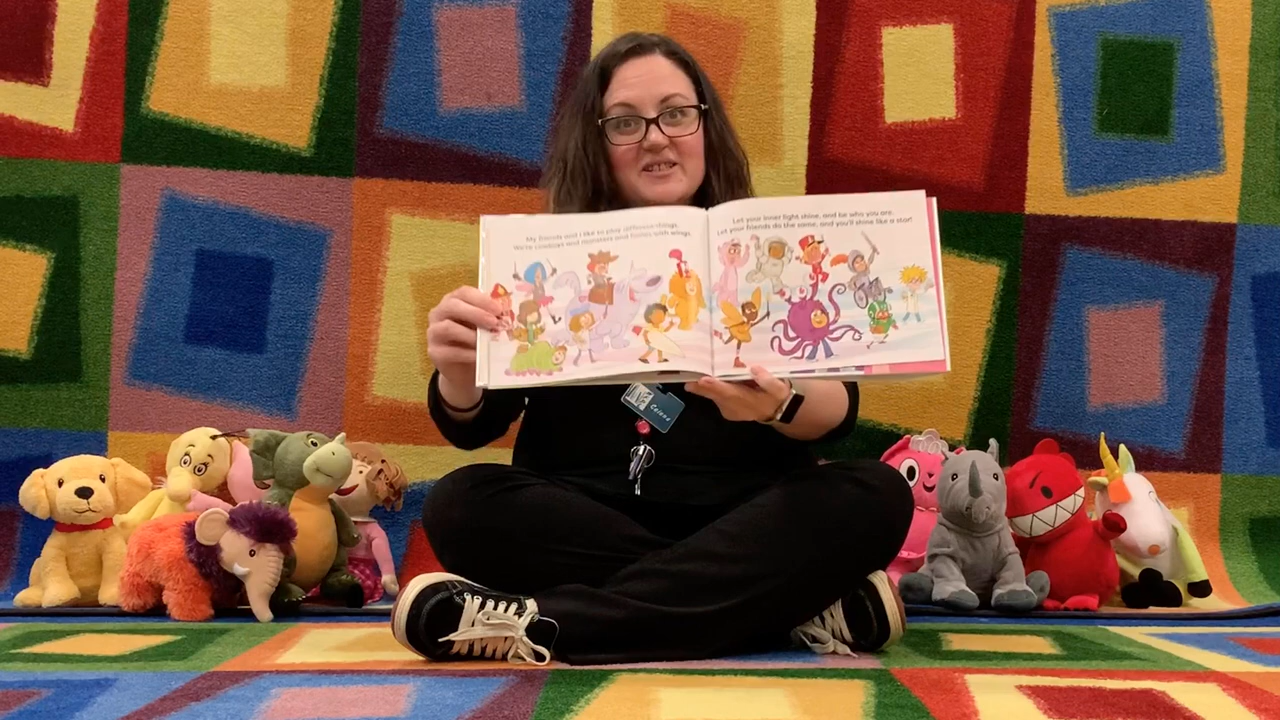 My friends and I like to play different things.
We're cowboys and monsters and fairies with wings.
Let your inner light shine, and be who you are.
Let your friends do the same, and you'll shine like a star!